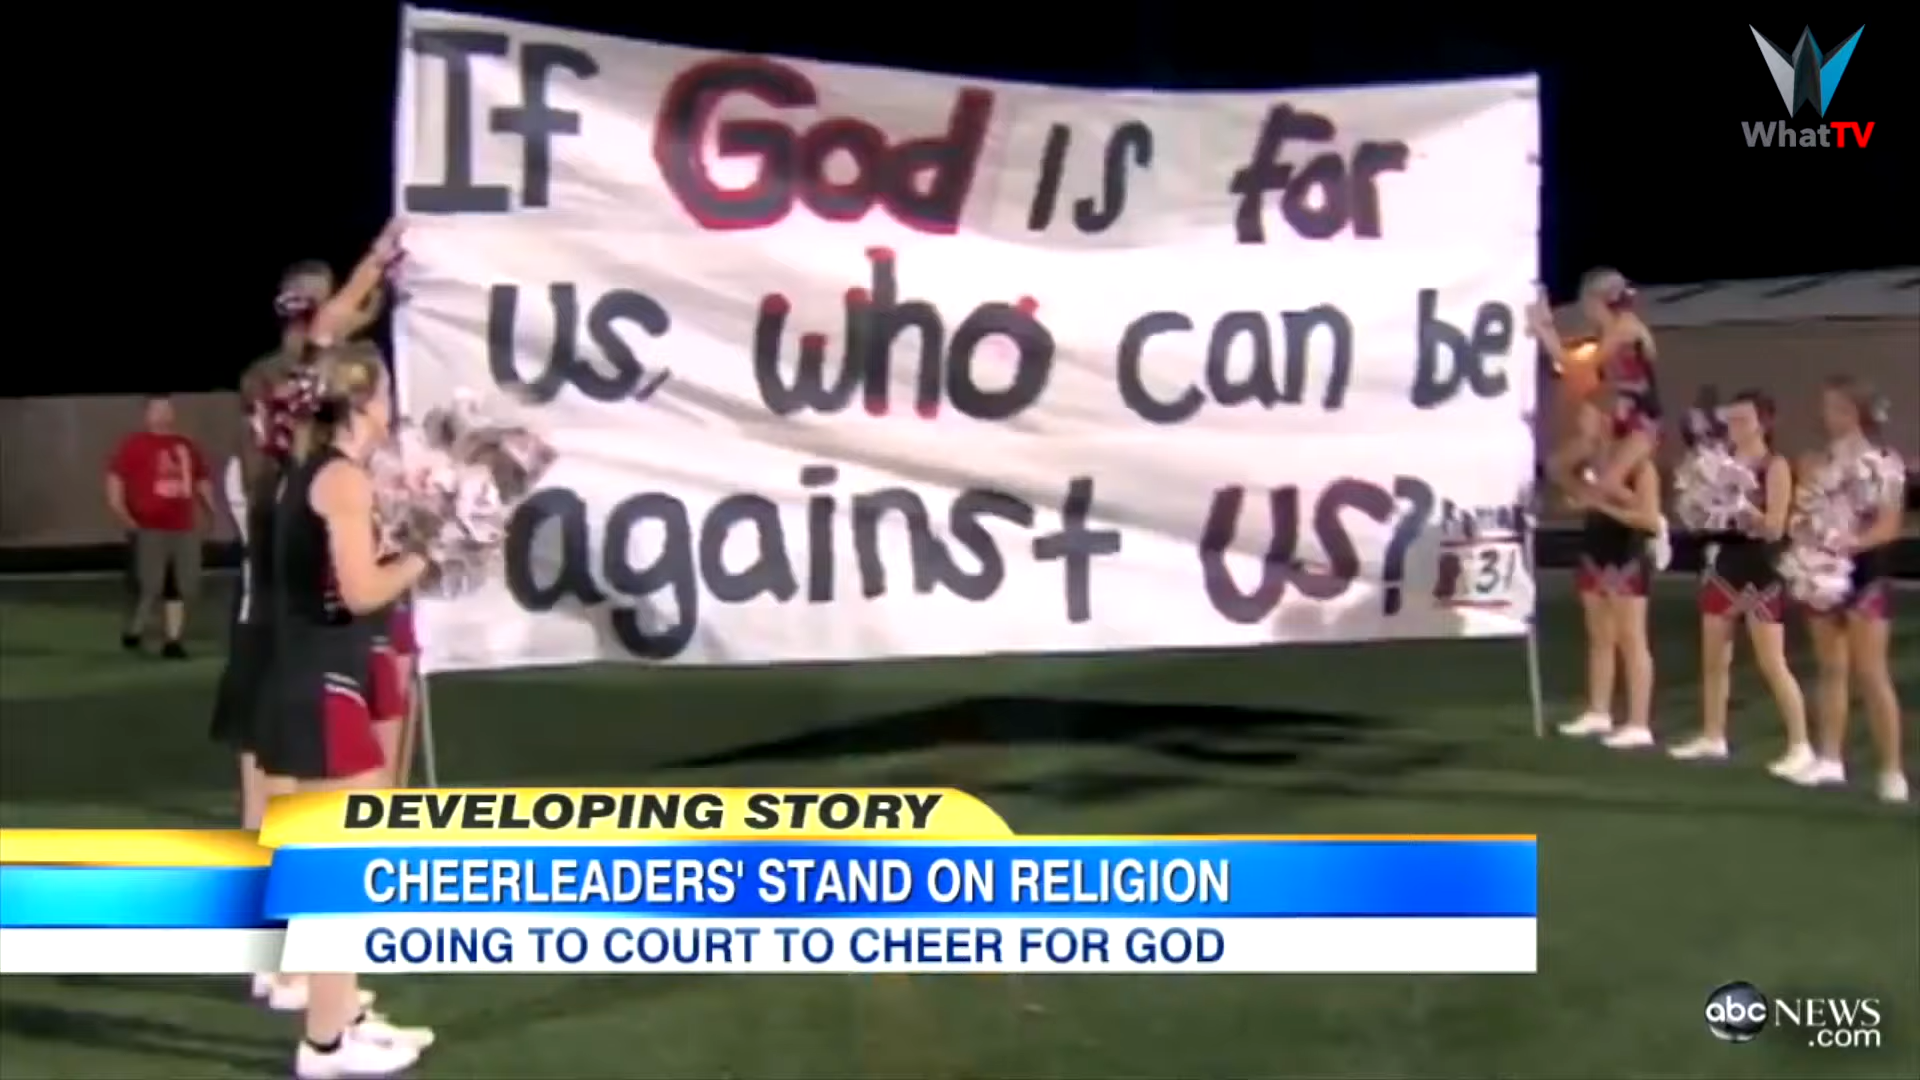 If God is for
us, who can be
against us?
31
WhatTV
DEVELOPING STORY
CHEERLEADERS' STAND ON RELIGION
GOING TO COURT TO CHEER FOR GOD
abc NEWS
.com